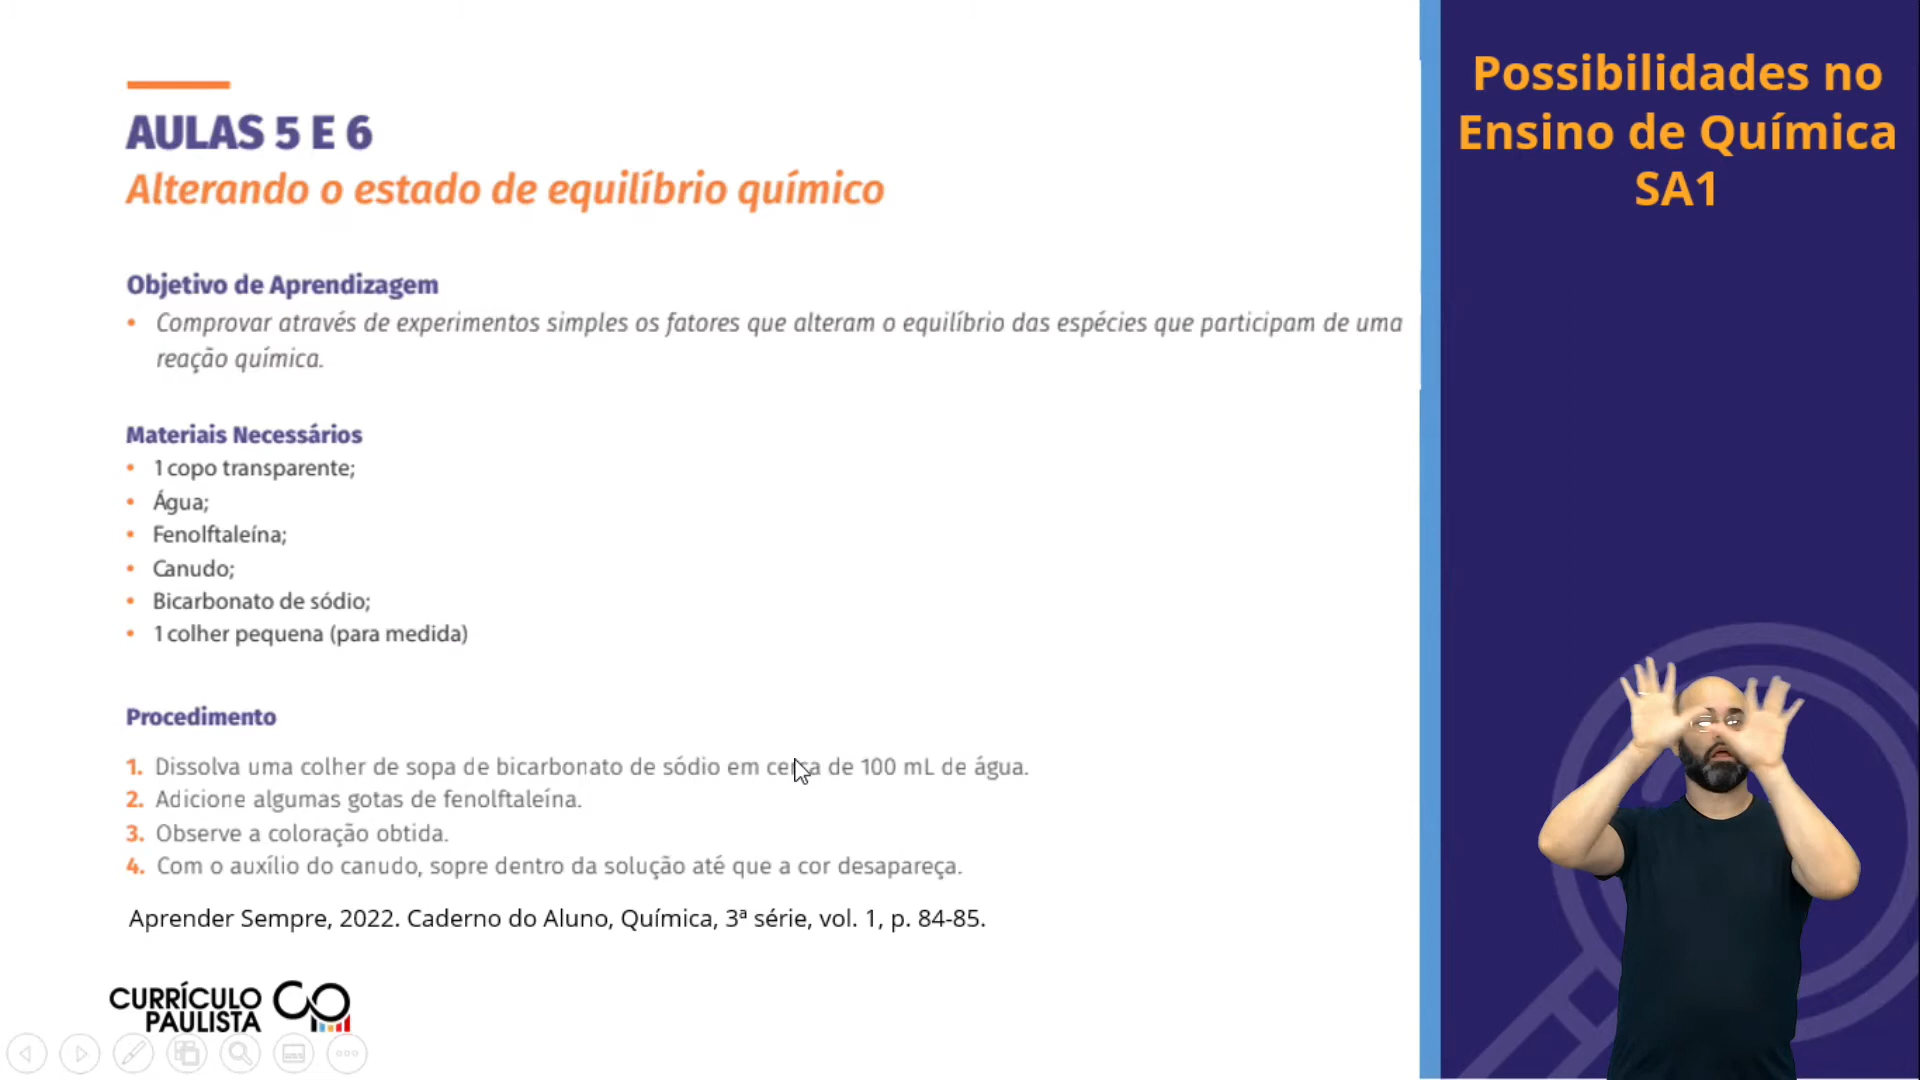 AULAS 5 E 6
Alterando o estado de equilíbrio químico
Objetivo de Aprendizagem
• Comprovar através de experimentos simples os fatores que alteram o equilíbrio das espécies que participam de uma
reação química.
Materiais Necessários
• 1 copo transparente;
• Água;
• Fenolftaleína;
• Canudo;
• Bicarbonato de sódio;
• 1 colher pequena (para medida)
Procedimento
1. Dissolva uma colher de sopa de bicarbonato de sódio em cerca de 100 mL de água.
2. Adicione algumas gotas de fenolftaleína.
3. Observe a coloração obtida.
4. Com o auxílio do canudo, sopre dentro da solução até que a cor desapareça.
Aprender Sempre, 2022. Caderno do Aluno, Química, 3ª série, vol. 1, p. 84-85.
CURRÍCULO
PAULISTA
Possibilidades no
Ensino de Química
SA1